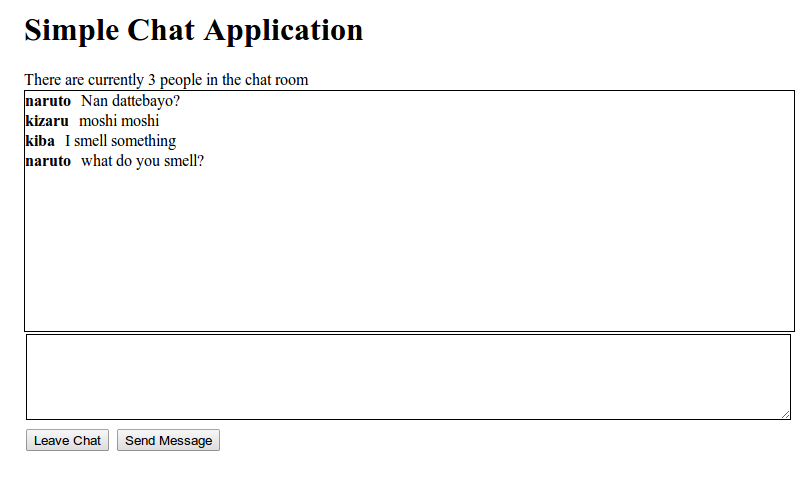 Simple Chat Application
There are currently 3 people in the chat room
naruto Nan dattebayo?
kizaru moshi moshi
kiba I smell something
naruto what do you smell?
Leave Chat Send Message